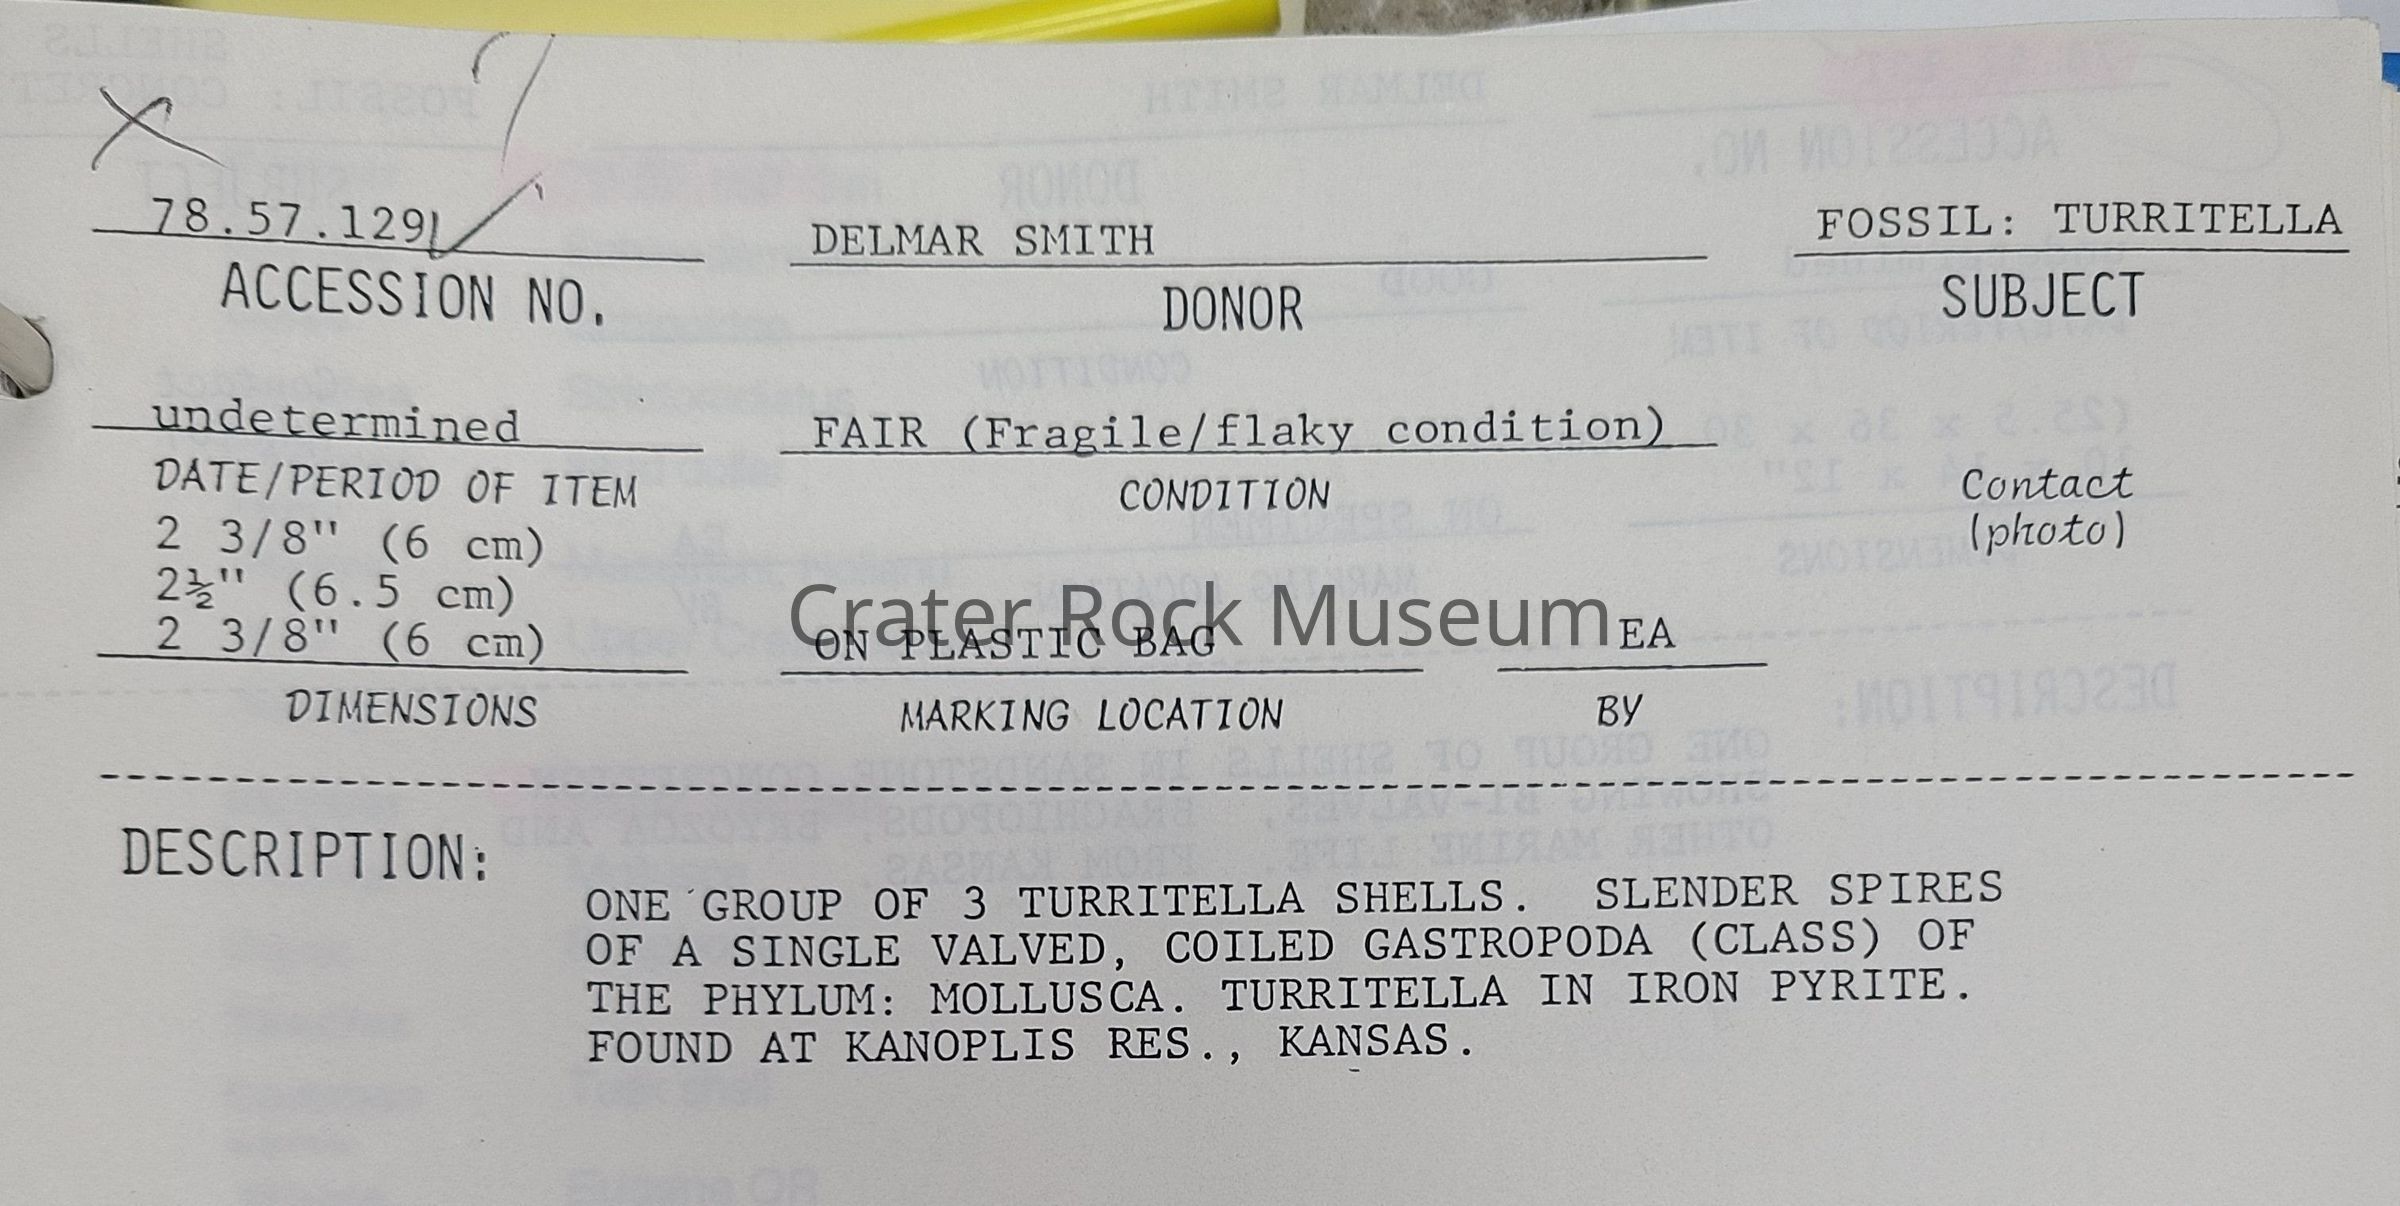 78.57.129
DELMAR SMITH
FOSSIL: TURRITELLA
ACCESSION NO.
DONOR
SUBJECT
undetermined
FAIR (Fragile/flaky condition)
DATE/PERIOD OF ITEM
CONDITION
Contact
(photo)
2 3/8" (6 cm)
2½" (6.5 cm)
2 3/8" (6 cm)
Crater Rock Museum
ON PLASTIC BAG
EA
DIMENSIONS
MARKING LOCATION
BY
DESCRIPTION:
ONE GROUP OF 3 TURRITELLA SHELLS. SLENDER SPIRES
OF A SINGLE VALVED, COILED GASTROPODA (CLASS) OF
THE PHYLUM: MOLLUSCA. TURRITELLA IN IRON PYRITE.
FOUND AT KANOPLIS RES., KANSAS.